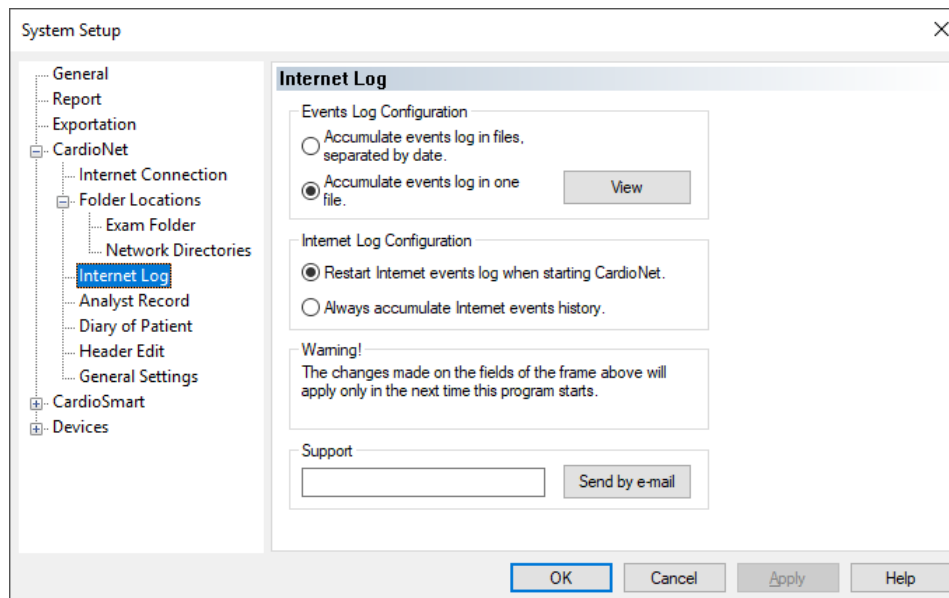 System Setup
General
Report
Exportation
CardioNet
Internet Connection
Folder Locations
Exam Folder
Network Directories
Internet Log
Analyst Record
Diary of Patient
Header Edit
General Settings
CardioSmart
Devices
Internet Log
Events Log Configuration
Accumulate events log in files,
separated by date.
Accumulate events log in one
file.
View
Internet Log Configuration
Restart Internet events log when starting CardioNet.
Always accumulate Internet events history.
Warning!
The changes made on the fields of the frame above will
apply only in the next time this program starts.
Support
Send by e-mail
OK
Cancel
Apply
Help